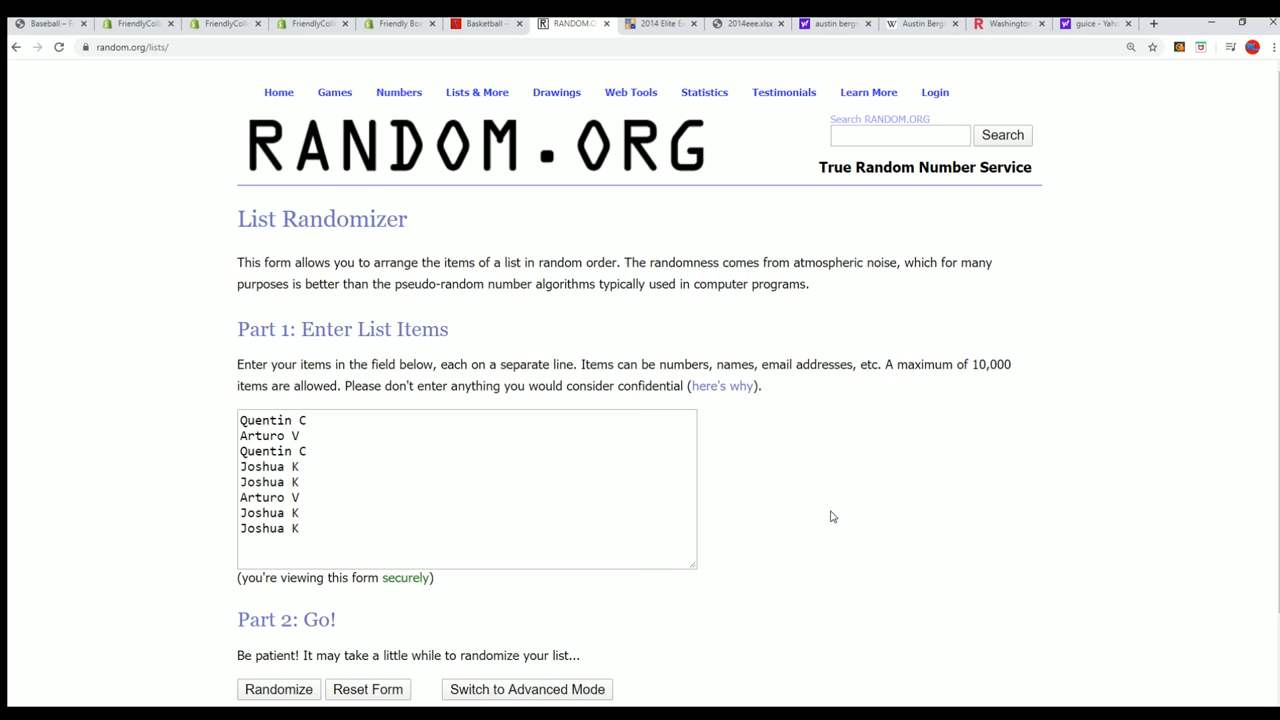 Baseball – F
FriendlyColl
FriendlyColl
FriendlyColl
Friendly Bo
Basketball –
RANDOM.O
2014 Elite E
2014eee.xlsx
austin berg
Austin Berg
Washington
guice - Yaho
random.org/lists/
Home Games Numbers Lists & More Drawings Web Tools Statistics Testimonials Learn More Login
RANDOM.ORG
Search RANDOM.ORG
Search
True Random Number Service
List Randomizer
This form allows you to arrange the items of a list in random order. The randomness comes from atmospheric noise, which for many
purposes is better than the pseudo-random number algorithms typically used in computer programs.
Part 1: Enter List Items
Enter your items in the field below, each on a separate line. Items can be numbers, names, email addresses, etc. A maximum of 10,000
items are allowed. Please don't enter anything you would consider confidential (here's why).
Quentin C
Arturo V
Quentin C
Joshua K
Joshua K
Arturo V
Joshua K
Joshua K
(you're viewing this form securely)
Part 2: Go!
Be patient! It may take a little while to randomize your list...
Randomize Reset Form Switch to Advanced Mode